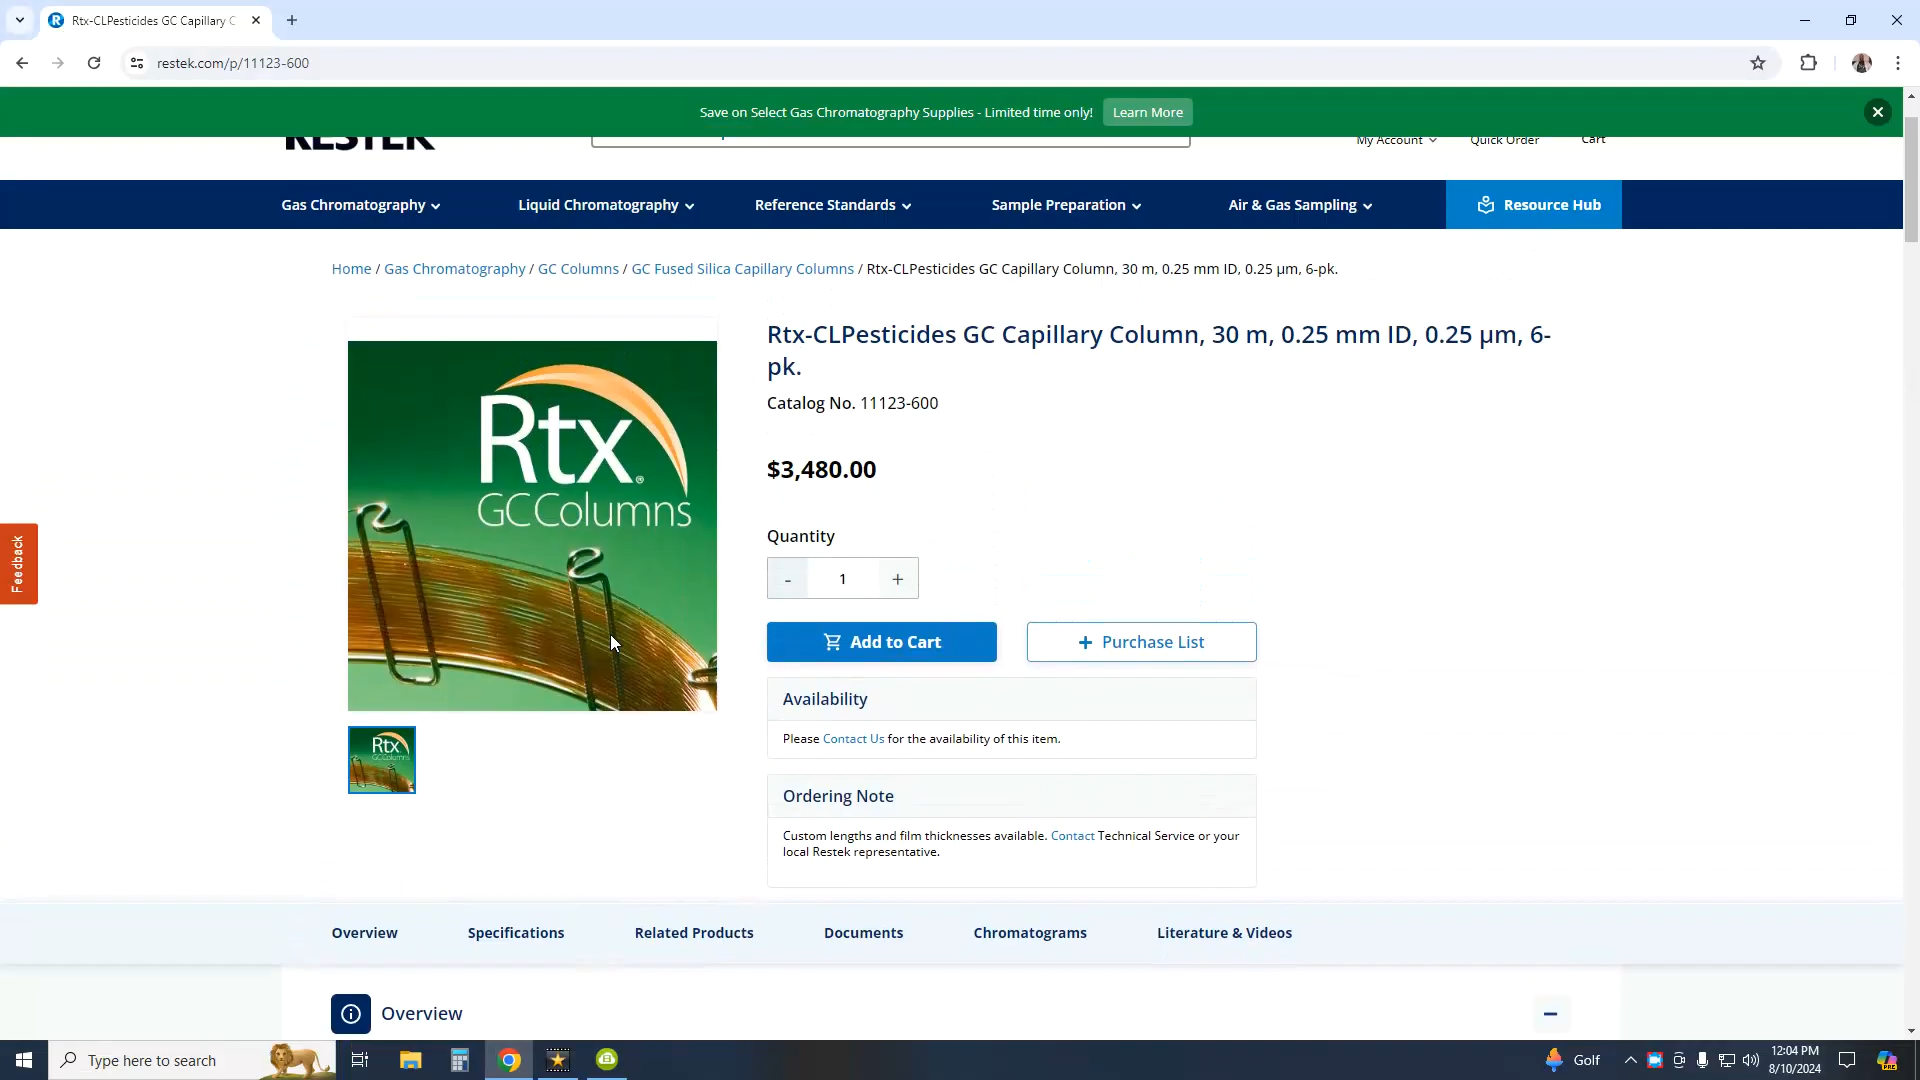 Rtx-CLPesticides GC Capillary C
restek.com/p/11123-600
Save on Select Gas Chromatography Supplies - Limited time only! Learn More
RESTEK
My Account Quick Order Cart
Gas Chromatography Liquid Chromatography Reference Standards Sample Preparation Air & Gas Sampling Resource Hub
Home / Gas Chromatography / GC Columns / GC Fused Silica Capillary Columns / Rtx-CLPesticides GC Capillary Column, 30 m, 0.25 mm ID, 0.25 µm, 6-pk.
Rtx-CLPesticides GC Capillary Column, 30 m, 0.25 mm ID, 0.25 µm, 6-
pk.
Catalog No. 11123-600
$3,480.00
Quantity
- 1 +
Add to Cart + Purchase List
Availability
Please Contact Us for the availability of this item.
Ordering Note
Custom lengths and film thicknesses available. Contact Technical Service or your
local Restek representative.
Rtx®
GC Columns
Rtx
GC Columns
Feedback
Overview Specifications Related Products Documents Chromatograms Literature & Videos
Overview
Type here to search
Golf
12:04 PM
8/10/2024